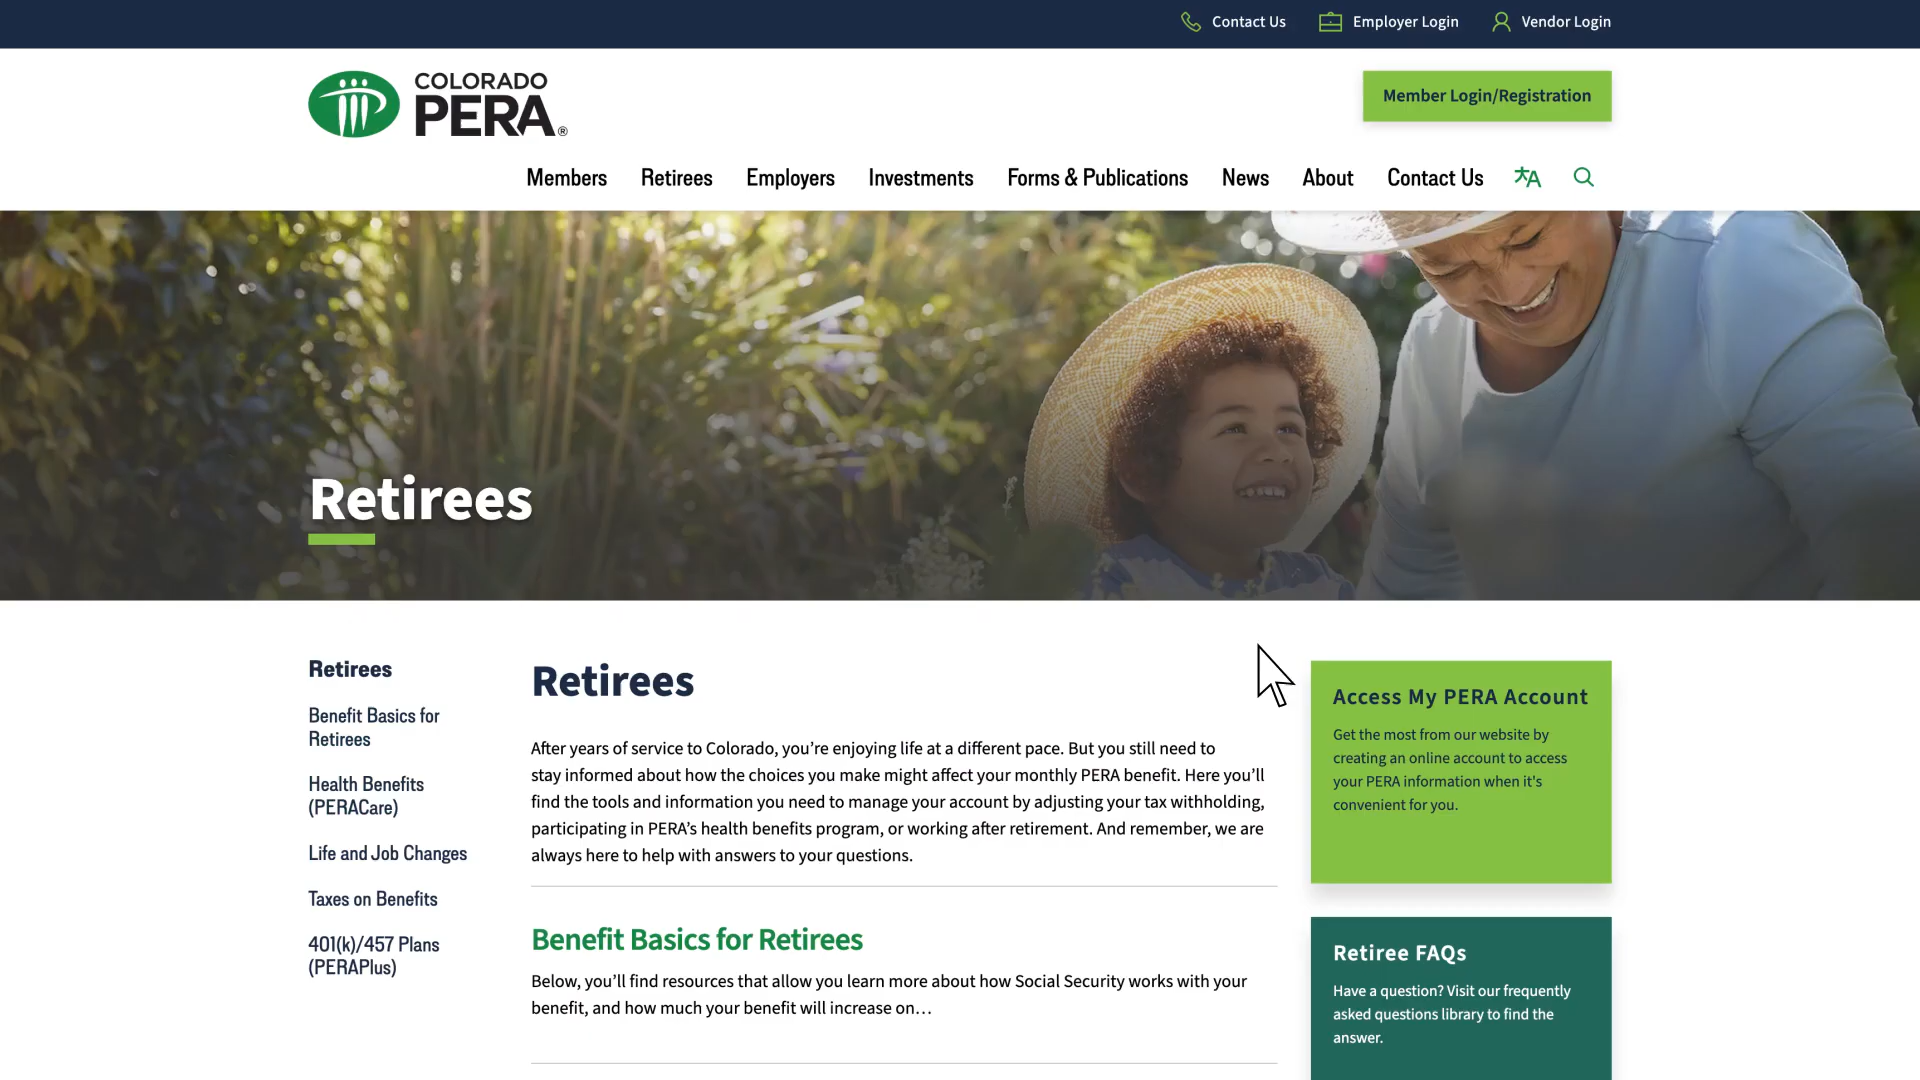 Contact Us
Employer Login
Vendor Login
COLORADO
PERA®
Member Login/Registration
Members
Retirees
Employers
Investments
Forms & Publications
News
About
Contact Us
Retirees
Retirees
Benefit Basics for
Retirees
Health Benefits
(PERACare)
Life and Job Changes
Taxes on Benefits
401(k)/457 Plans
(PERAPlus)
Retirees
After years of service to Colorado, you’re enjoying life at a different pace. But you still need to
stay informed about how the choices you make might affect your monthly PERA benefit. Here you’ll
find the tools and information you need to manage your account by adjusting your tax withholding,
participating in PERA’s health benefits program, or working after retirement. And remember, we are
always here to help with answers to your questions.
Benefit Basics for Retirees
Below, you’ll find resources that allow you learn more about how Social Security works with your
benefit, and how much your benefit will increase on…
Access My PERA Account
Get the most from our website by
creating an online account to access
your PERA information when it's
convenient for you.
Retiree FAQs
Have a question? Visit our frequently
asked questions library to find the
answer.